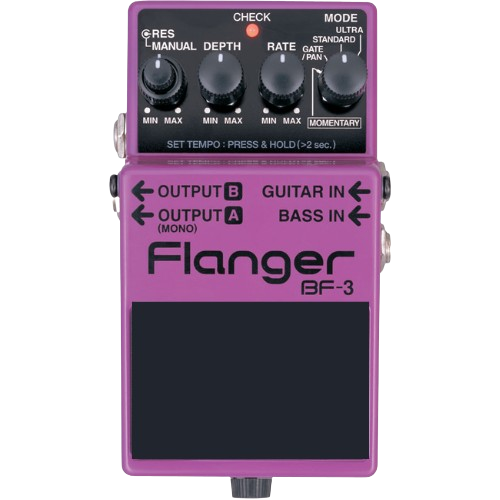 CHECK
MODE
RES
MANUAL
DEPTH
RATE
GATE
/PAN
STANDARD
ULTRA
MIN MAX
MIN MAX
MIN MAX
MOMENTARY
SET TEMPO : PRESS & HOLD (>2 sec.)
OUTPUT B
GUITAR IN
OUTPUT A
(MONO)
BASS IN
Flanger
BF-3